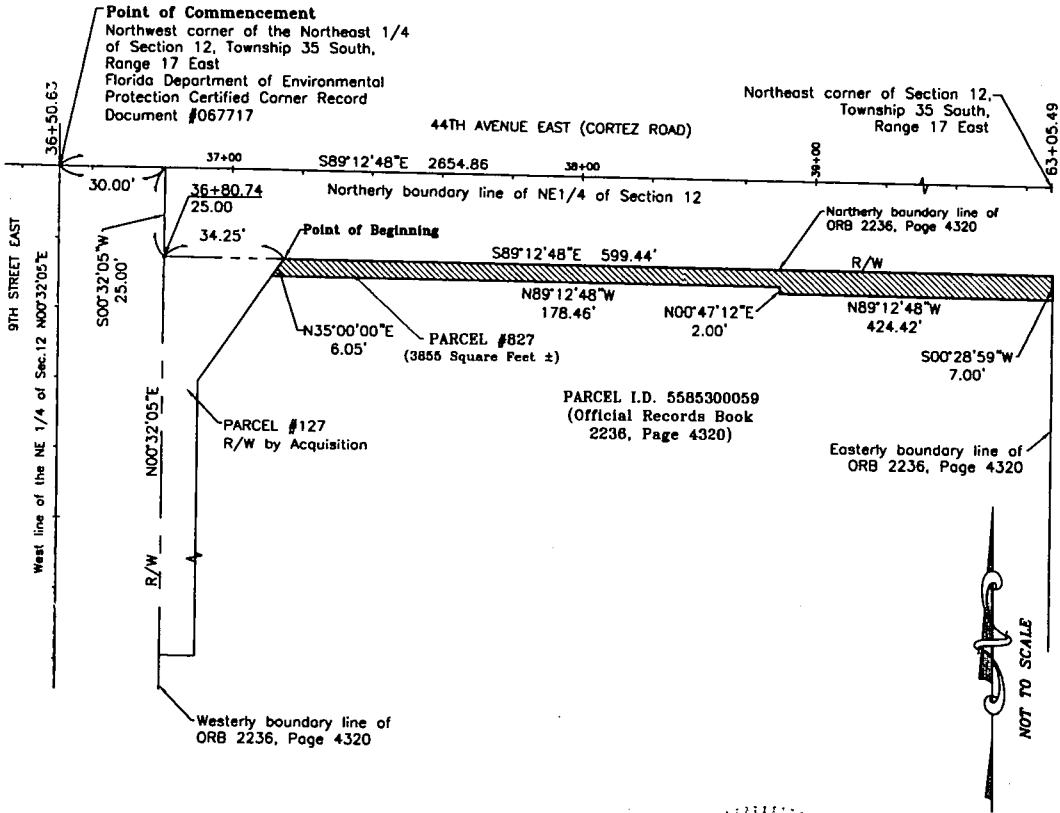 Point of Commencement
Northwest corner of the Northeast 1/4
of Section 12, Township 35 South,
Range 17 East
Florida Department of Environmental
Protection Certified Corner Record
Document #067717
36+50.63
44TH AVENUE EAST (CORTEZ ROAD)
Northeast corner of Section 12,
Township 35 South,
Range 17 East
63+05.49
37+00
S89°12'48"E 2654.86
38+00
39+00
30.00'
36+80.74
25.00
Northerly boundary line of NE1/4 of Section 12
34.25'
Point of Beginning
S89°12'48"E 599.44'
Northerly boundary line of
ORB 2236, Page 4320
R/W
9TH STREET EAST
West line of the NE 1/4 of Sec.12 N00°32'05"E
S00°32'05"W
25.00'
N35°00'00"E
6.05'
PARCEL #827
(3855 Square Feet ±)
N89°12'48"W
178.46'
N00°47'12"E
2.00'
N89°12'48"W
424.42'
S00°28'59"W
7.00'
PARCEL I.D. 5585300059
(Official Records Book
2236, Page 4320)
PARCEL #127
R/W by Acquisition
N00°32'05"E
R/W
Easterly boundary line of
ORB 2236, Page 4320
Westerly boundary line of
ORB 2236, Page 4320
NOT TO SCALE